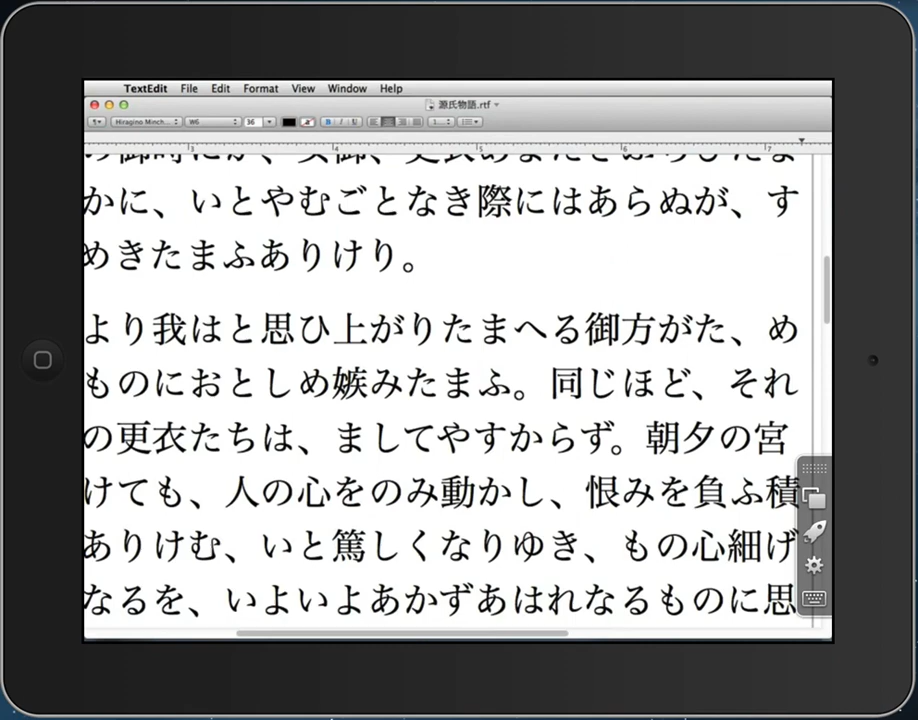 TextEdit File Edit Format View Window Help
源氏物語.rtf
Hiragino Minch... W6 36 B I U 1...
3 4 5 6 7
かに、いとやむごとなき際にはあらぬが、す
めきたまふありけり。
より我はと思ひ上がりたまへる御方がた、め
ものにおとしめ嫉みたまふ。同じほど、それ
の更衣たちは、ましてやすからず。朝夕の宮
けても、人の心をのみ動かし、恨みを負ふ積
ありけむ、いと篤しくなりゆき、もの心細げ
なるを、いよいよあかずあはれなるものに思